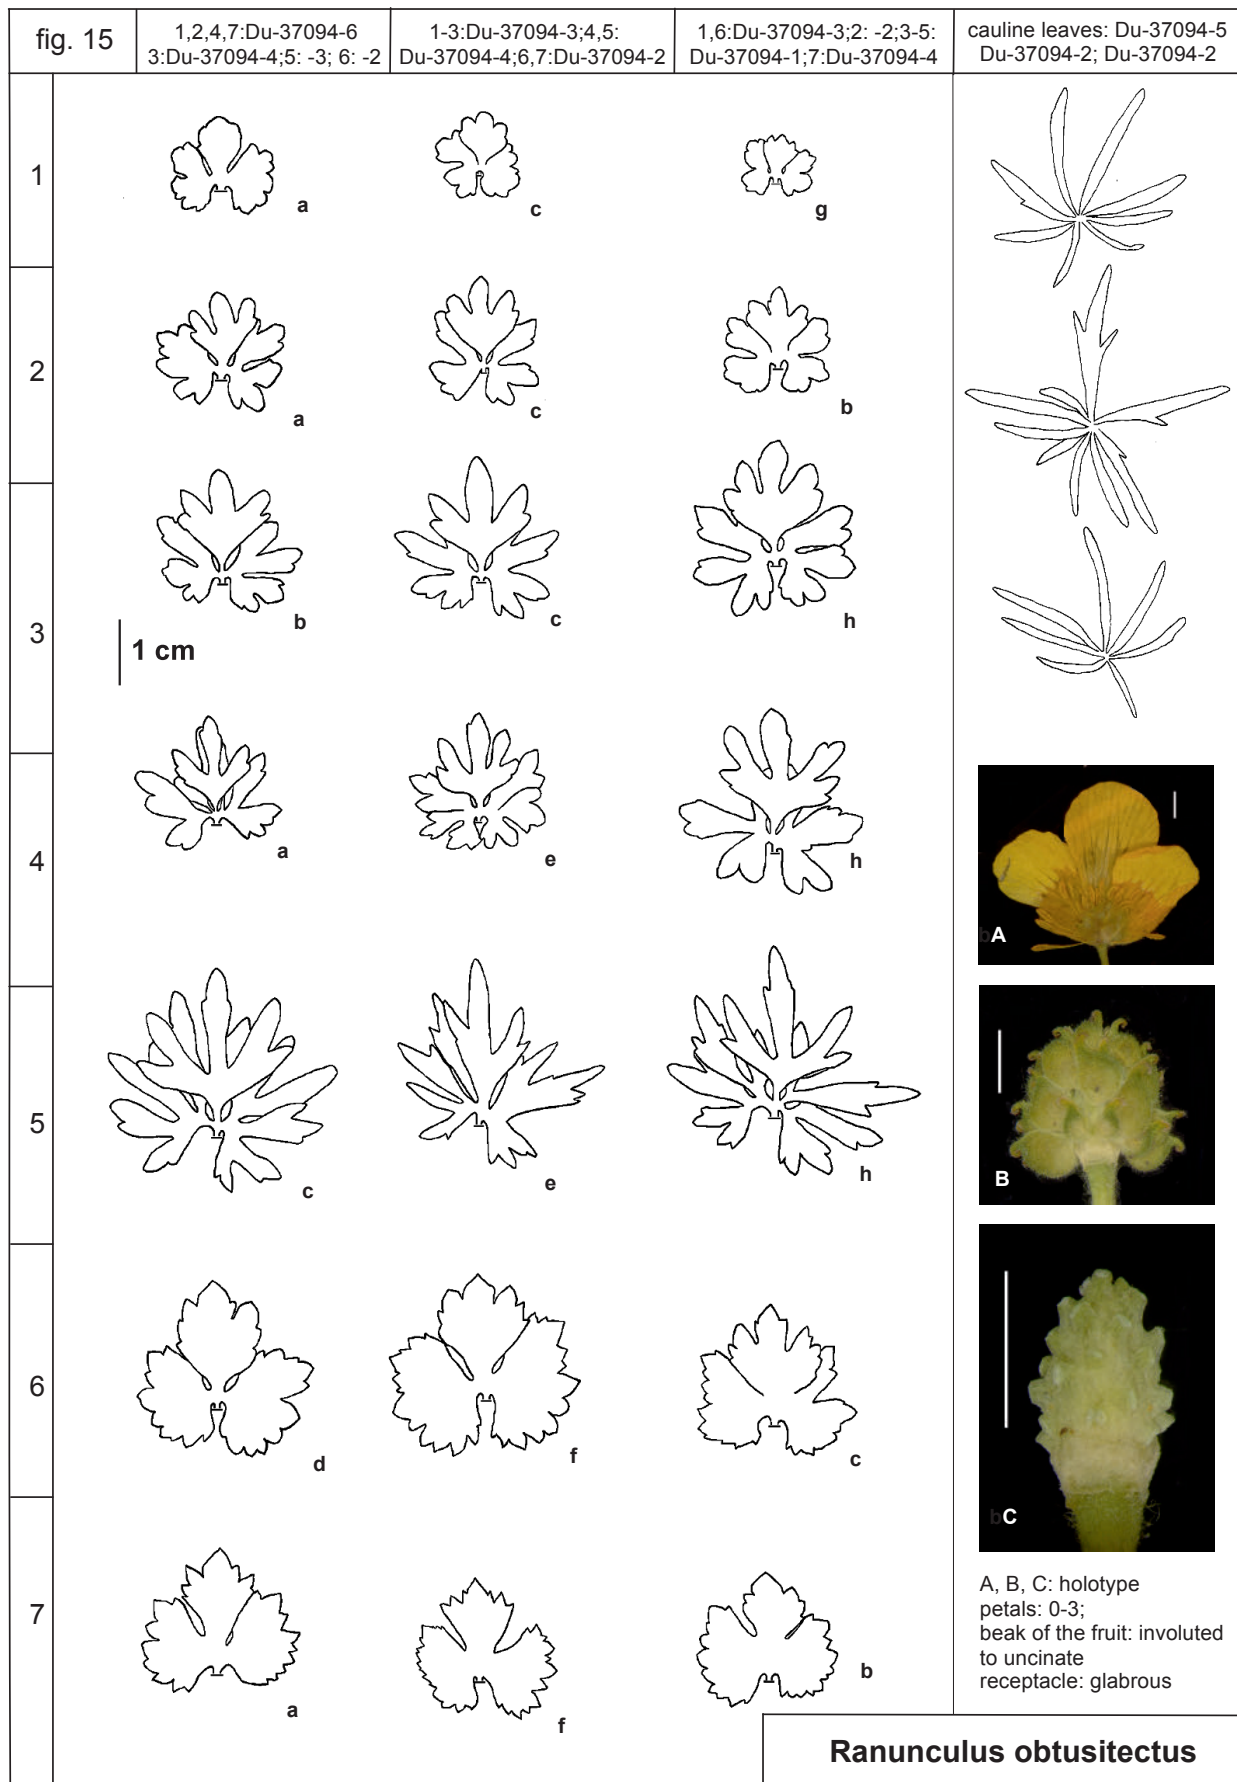 fig. 15
1,2,4,7:Du-37094-6
3:Du-37094-4;5: -3; 6: -2
1-3:Du-37094-3;4,5:
Du-37094-4;6,7:Du-37094-2
1,6:Du-37094-3;2: -2;3-5:
Du-37094-1;7:Du-37094-4
cauline leaves: Du-37094-5
Du-37094-2; Du-37094-2
1
a
c
g
2
a
c
b
3
b
c
h
1 cm
4
a
e
h
5
c
e
h
6
d
f
c
7
a
f
b
bA
B
bC
A, B, C: holotype
petals: 0-3;
beak of the fruit: involuted
to uncinate
receptacle: glabrous
Ranunculus obtusitectus